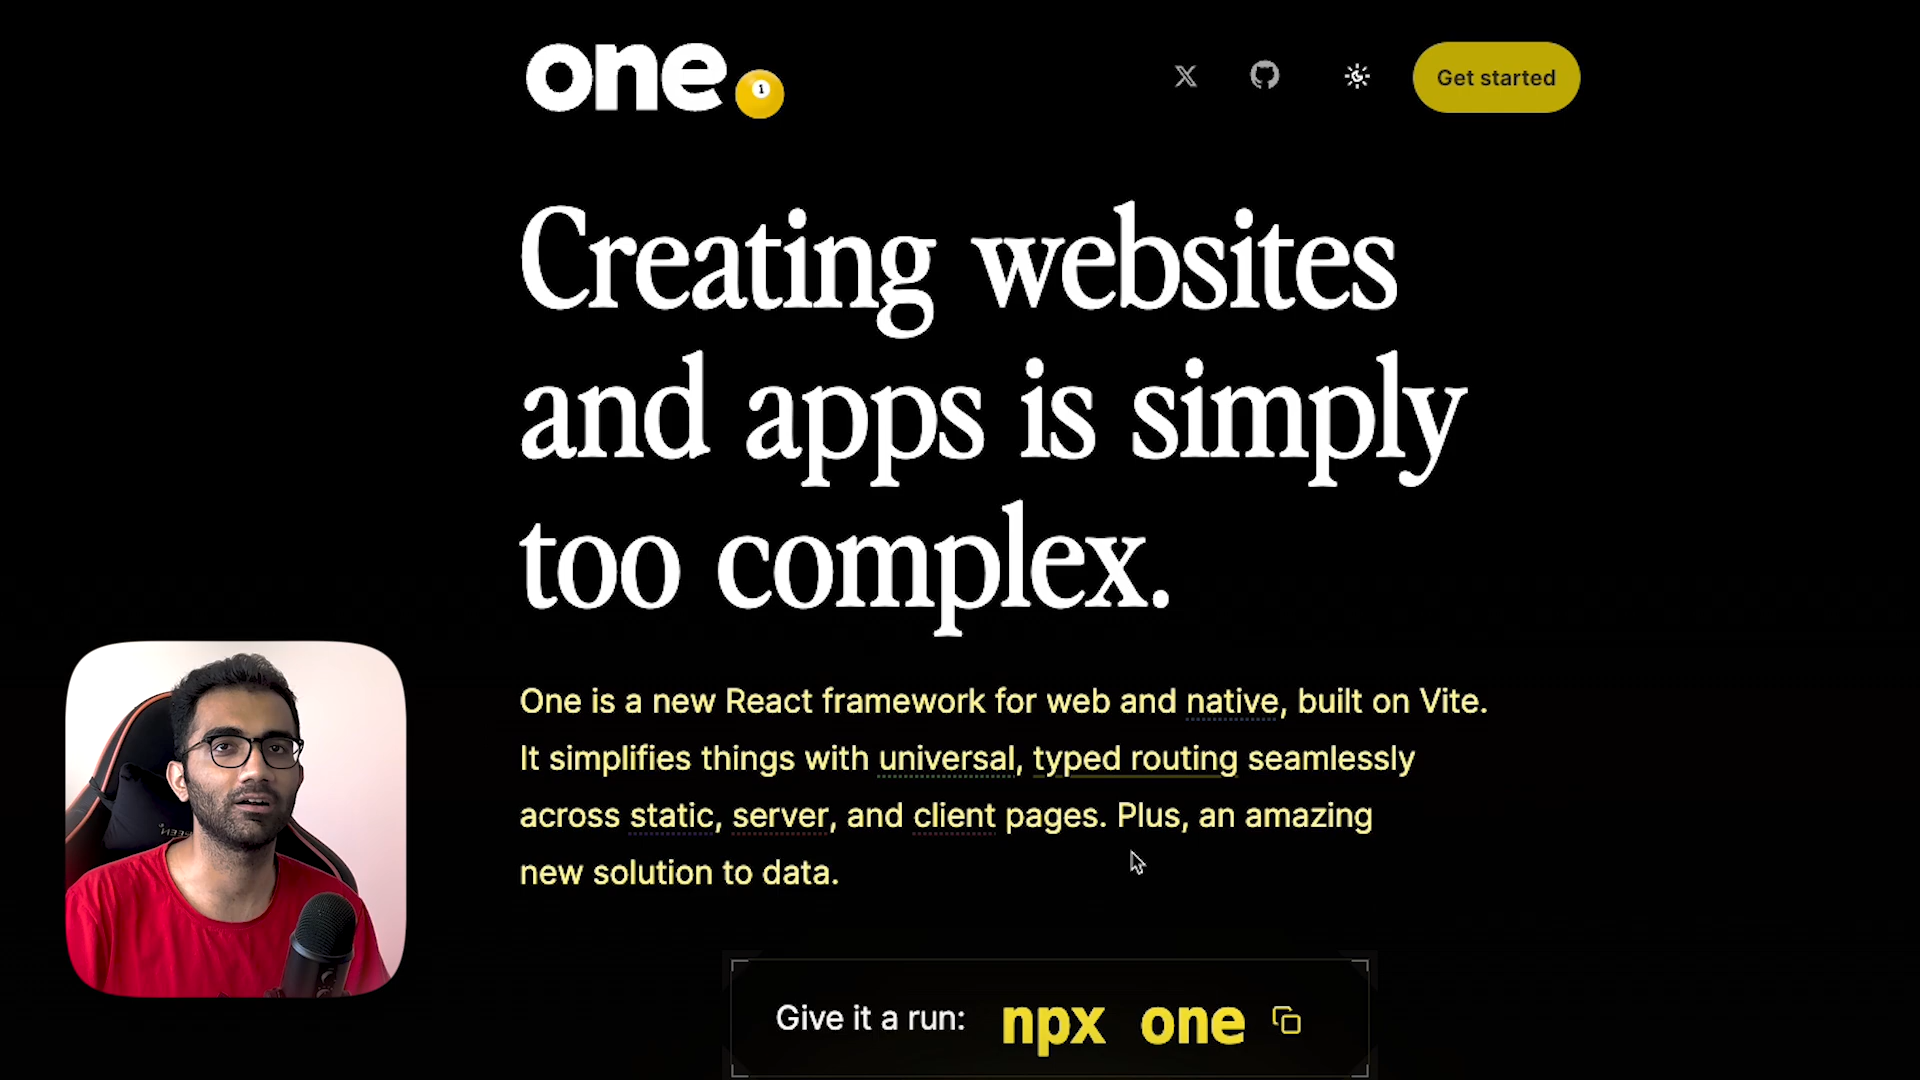 one.
1
Get started
Creating websites
and apps is simply
too complex.
One is a new React framework for web and native, built on Vite.
It simplifies things with universal, typed routing seamlessly
across static, server, and client pages. Plus, an amazing
new solution to data.
Give it a run: npx one